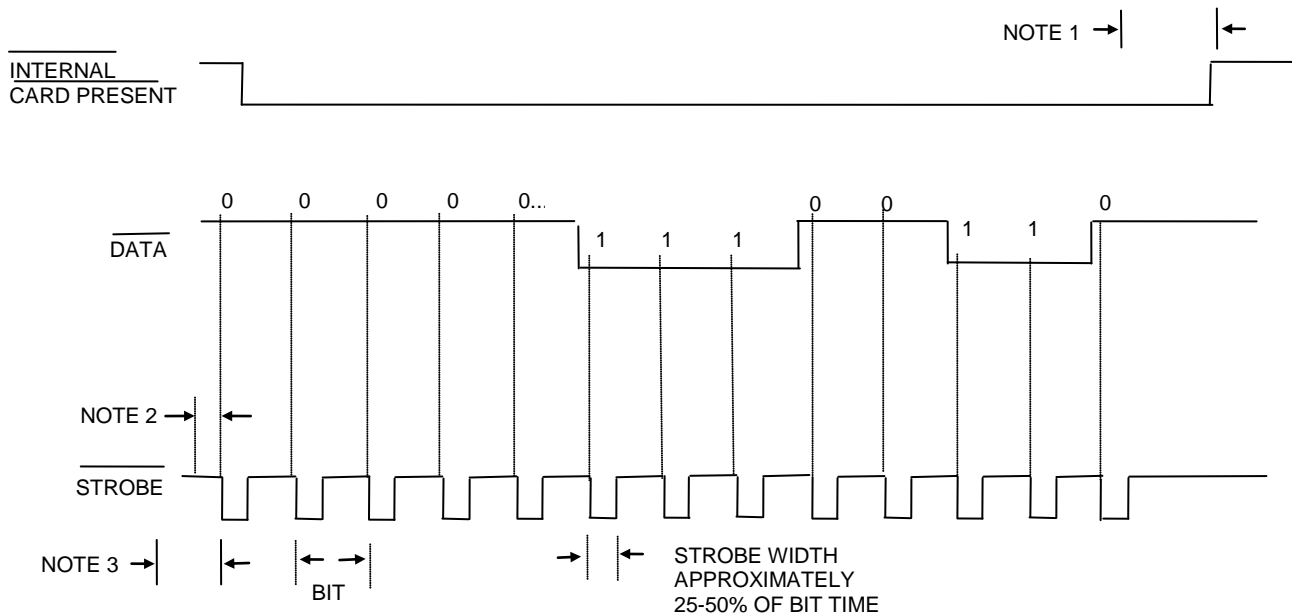 NOTE 1
INTERNAL
CARD PRESENT
0 0 0 0 0... 1 1 1 0 0 1 1 0
DATA
NOTE 2
STROBE
NOTE 3
BIT
STROBE WIDTH
APPROXIMATELY
25-50% OF BIT TIME